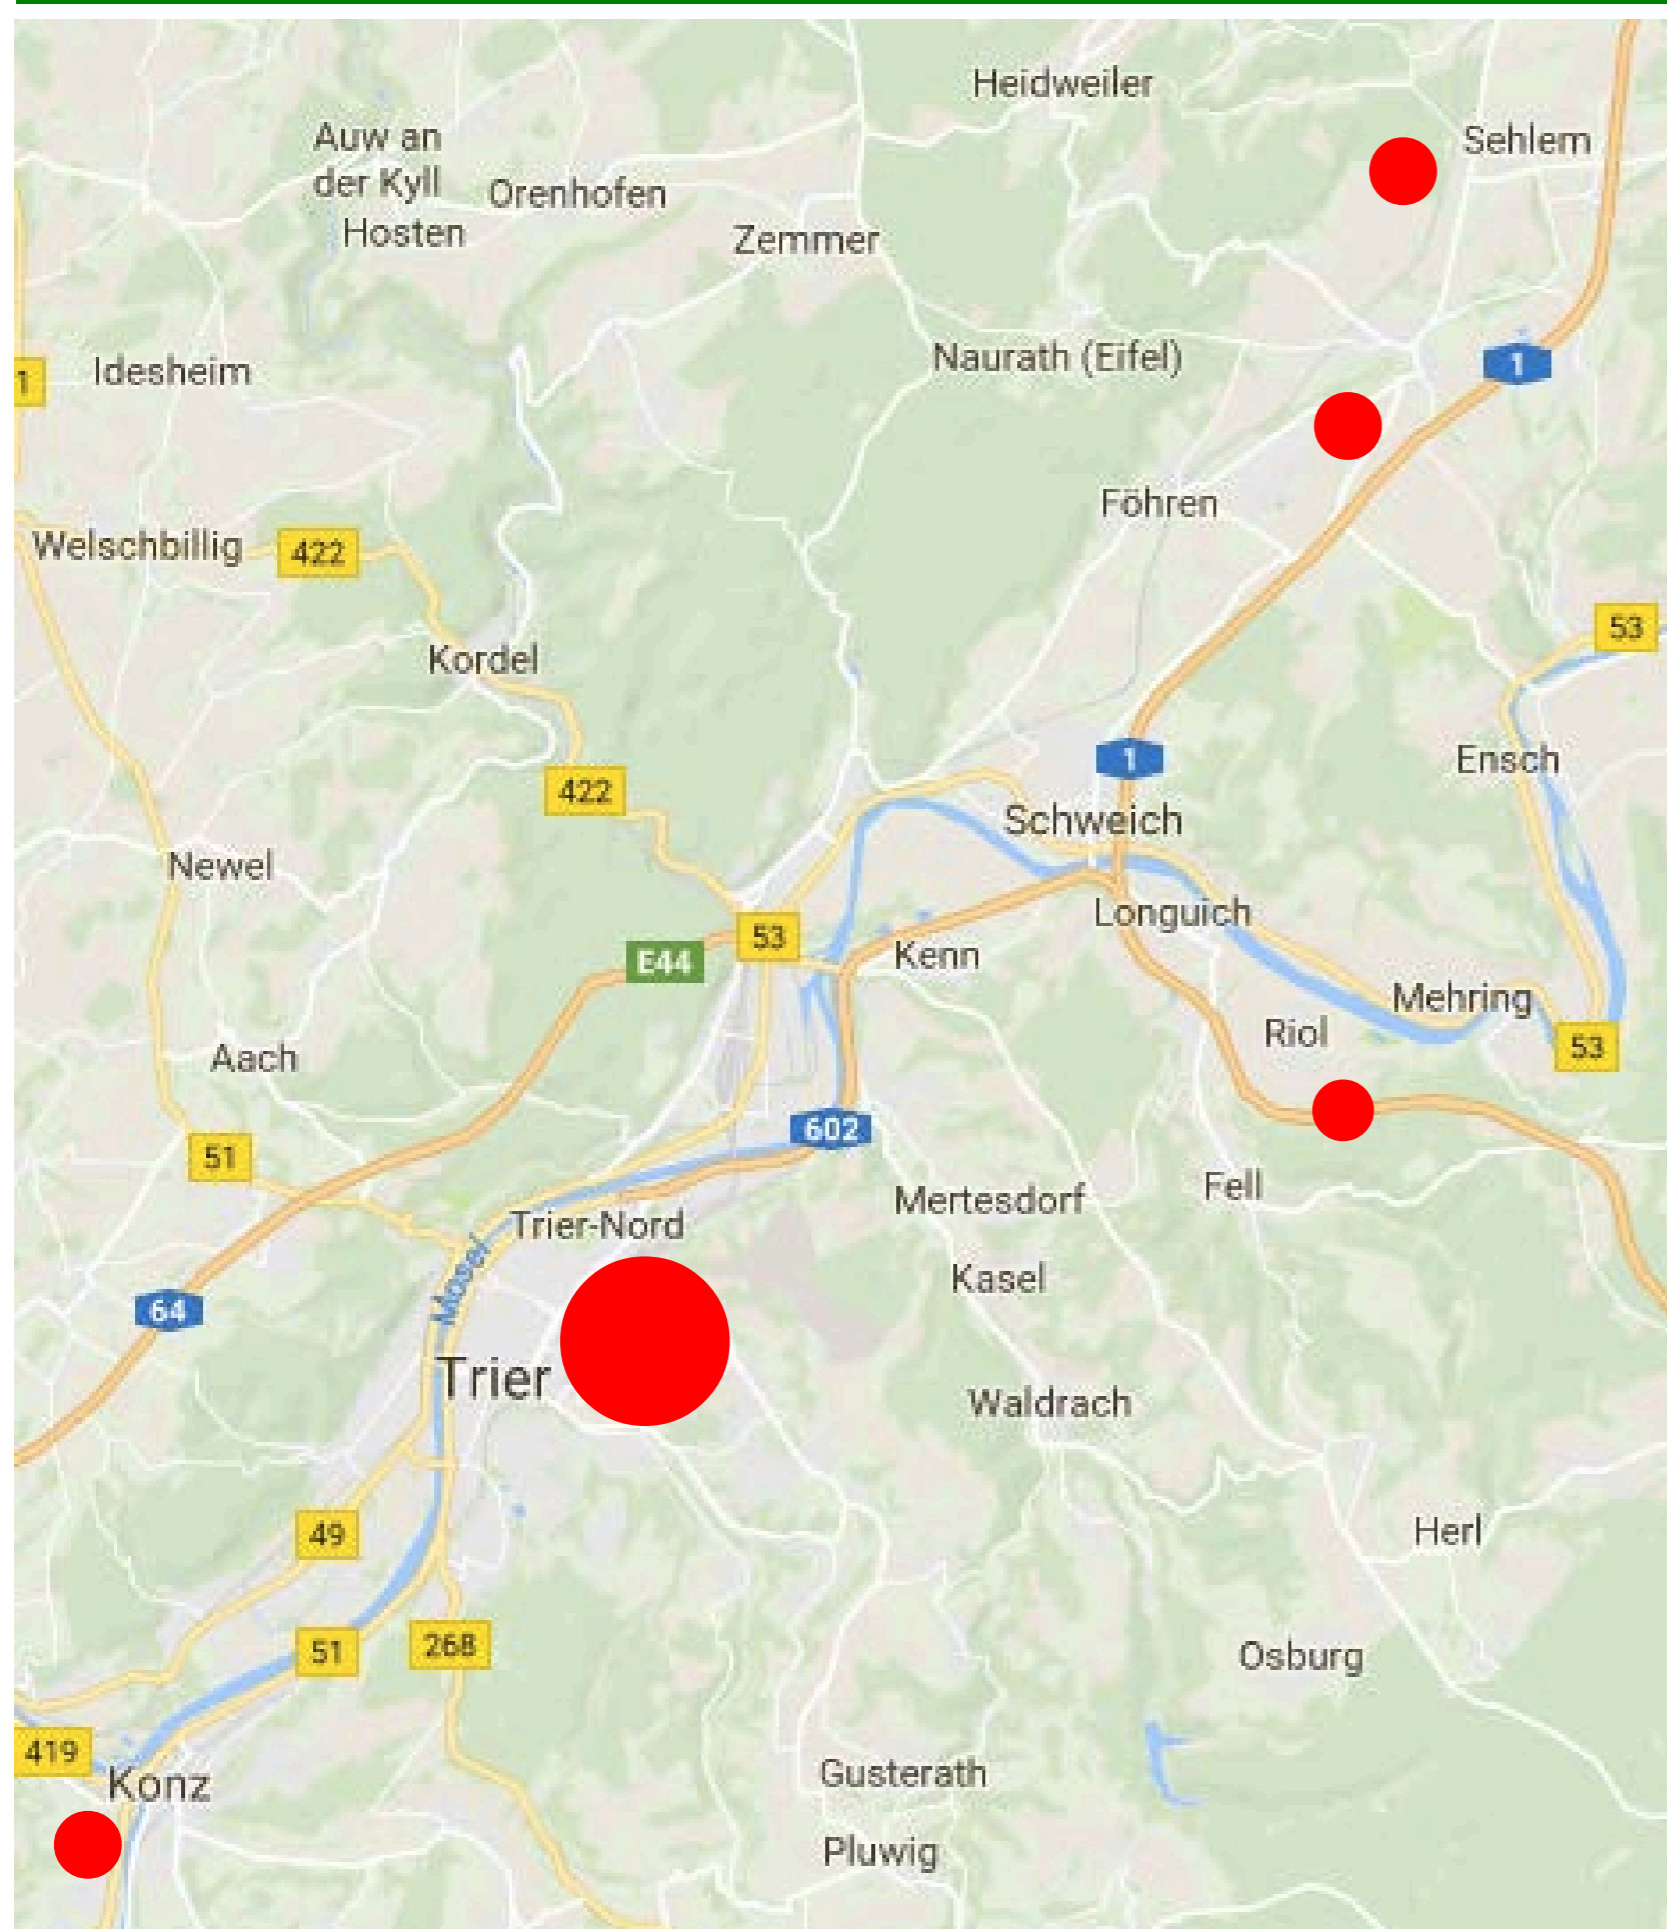 Heidweiler
Sehlem
Auw an
der Kyll
Orenhofen
Hosten
Zemmer
Naurath (Eifel)
1
1
Idesheim
Föhren
Welschbillig
422
53
Kordel
1
Ensch
422
Schweich
Newel
Longuich
53
E44
Kenn
Mehring
Riol
53
Aach
602
51
Fell
Mertesdorf
Trier-Nord
Mosel
Kasel
64
Trier
Waldrach
49
Herl
51
268
Osburg
419
Konz
Gusterath
Pluwig